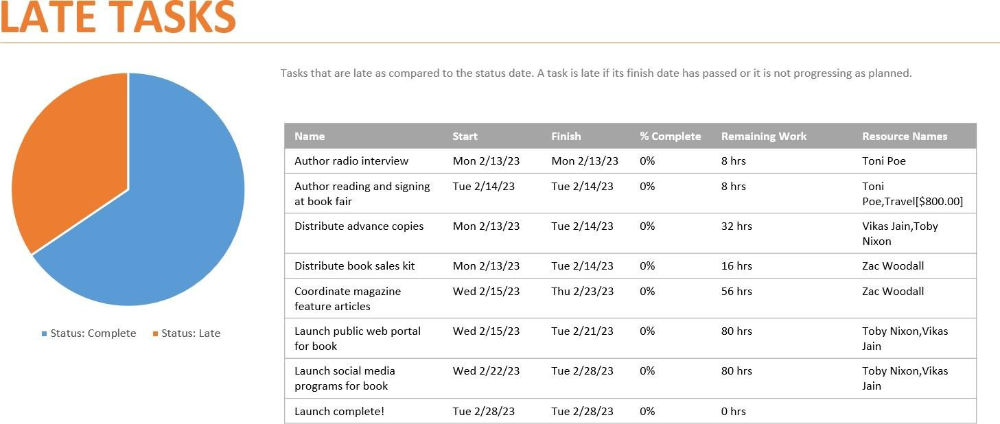 LATE TASKS
Tasks that are late as compared to the status date. A task is late if its finish date has passed or it is not progressing as planned.
Status: Complete Status: Late
Name Start Finish % Complete Remaining Work Resource Names
Author radio interview Mon 2/13/23 Mon 2/13/23 0% 8 hrs Toni Poe
Author reading and signing Tue 2/14/23 Tue 2/14/23 0% 8 hrs Toni
at book fair Poe,Travel[$800.00]
Distribute advance copies Mon 2/13/23 Tue 2/14/23 0% 32 hrs Vikas Jain,Toby
Nixon
Distribute book sales kit Mon 2/13/23 Tue 2/14/23 0% 16 hrs Zac Woodall
Coordinate magazine Wed 2/15/23 Thu 2/23/23 0% 56 hrs Zac Woodall
feature articles
Launch public web portal Wed 2/15/23 Tue 2/21/23 0% 80 hrs Toby Nixon,Vikas
for book Jain
Launch social media Wed 2/22/23 Tue 2/28/23 0% 80 hrs Toby Nixon,Vikas
programs for book Jain
Launch complete! Tue 2/28/23 Tue 2/28/23 0% 0 hrs